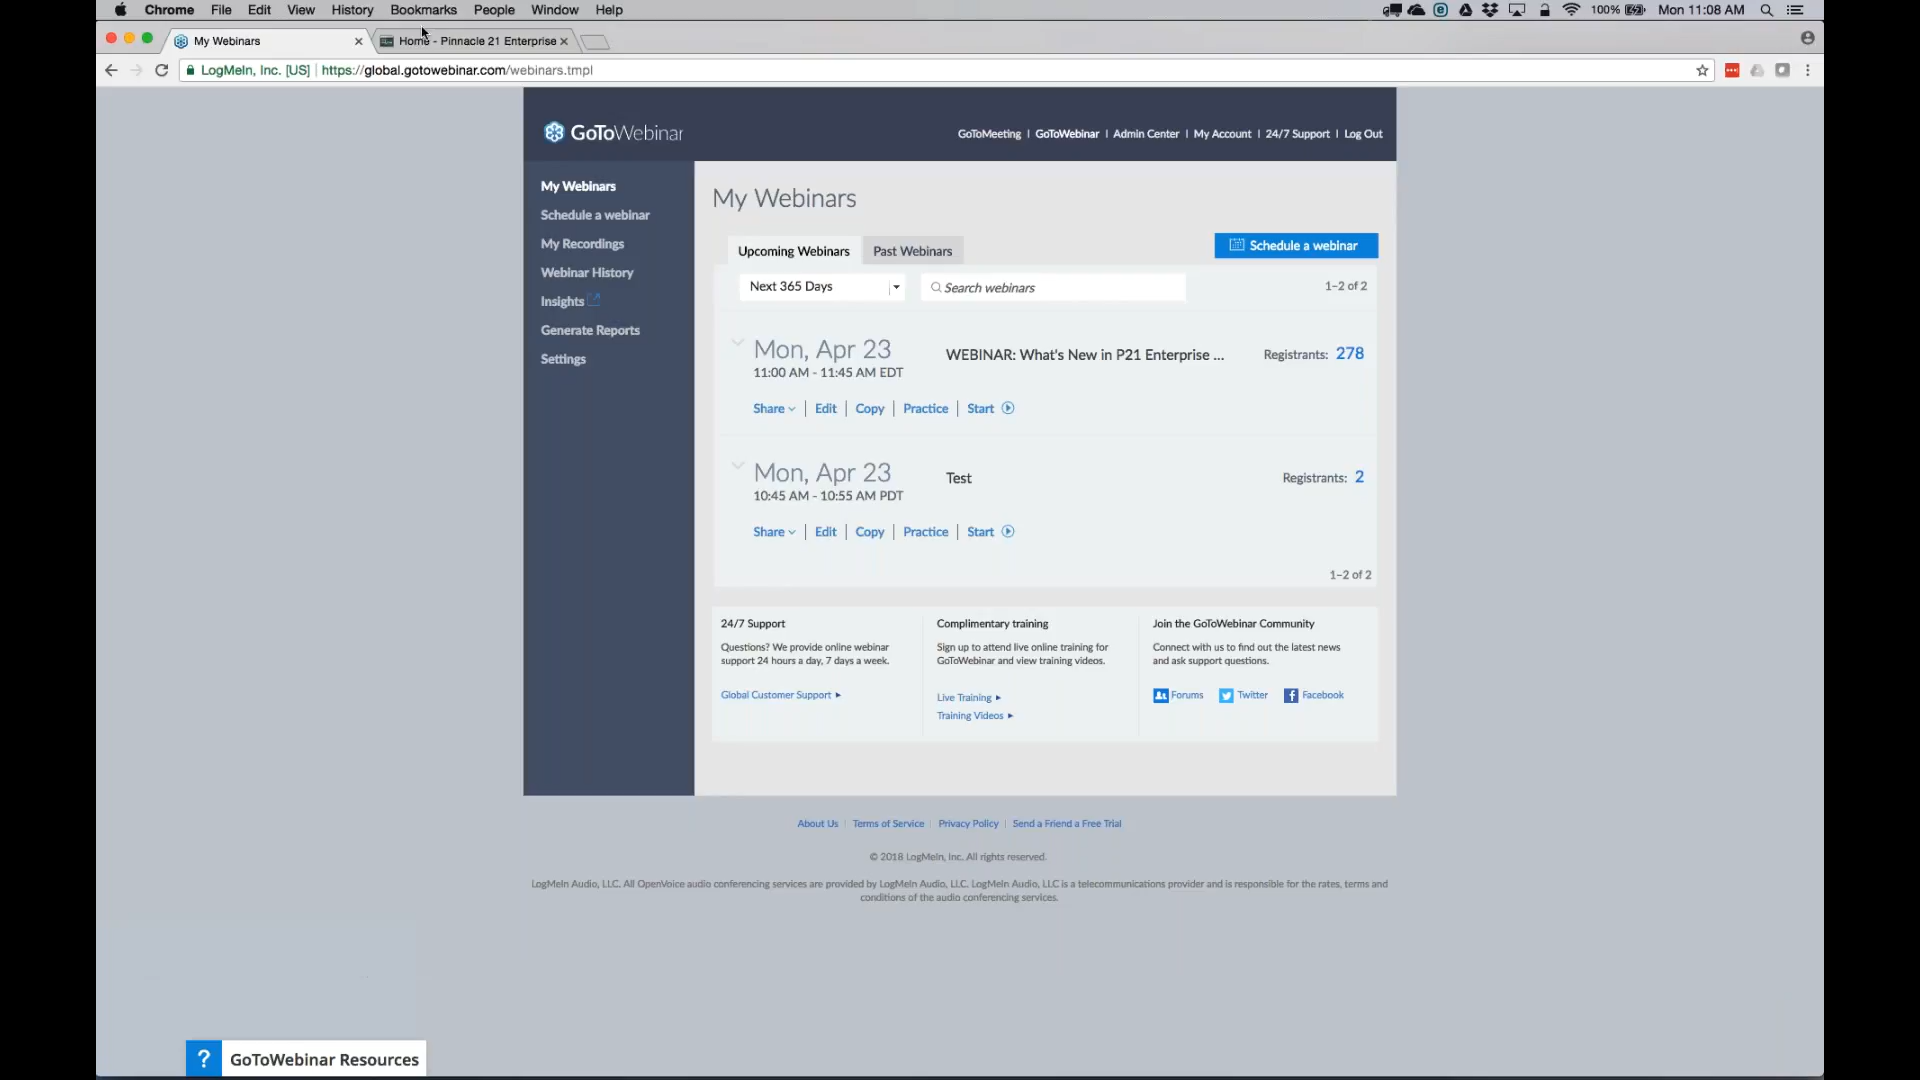 Chrome File Edit View History Bookmarks People Window Help 100% Mon 11:08 AM
My Webinars Home - Pinnacle 21 Enterprise
LogMeIn, Inc. [US] https://global.gotowebinar.com/webinars.tmpl
GoToWebinar
GoToMeeting | GoToWebinar | Admin Center | My Account | 24/7 Support | Log Out
My Webinars
Schedule a webinar
My Recordings
Webinar History
Insights
Generate Reports
Settings
My Webinars
Upcoming Webinars Past Webinars Schedule a webinar
Next 365 Days Search webinars 1–2 of 2
Mon, Apr 23 WEBINAR: What's New in P21 Enterprise ... Registrants: 278
11:00 AM - 11:45 AM EDT
Share | Edit | Copy | Practice | Start
Mon, Apr 23 Test Registrants: 2
10:45 AM - 10:55 AM PDT
Share | Edit | Copy | Practice | Start
1–2 of 2
24/7 Support
Questions? We provide online webinar
support 24 hours a day, 7 days a week.
Global Customer Support
Complimentary training
Sign up to attend live online training for
GoToWebinar and view training videos.
Live Training
Training Videos
Join the GoToWebinar Community
Connect with us to find out the latest news
and ask support questions.
Forums Twitter Facebook
About Us | Terms of Service | Privacy Policy | Send a Friend a Free Trial
© 2018 LogMeIn, Inc. All rights reserved.
LogMeIn Audio, LLC. All OpenVoice audio conferencing services are provided by LogMeIn Audio, LLC. LogMeIn Audio, LLC is a telecommunications provider and is responsible for the rates, terms and
conditions of the audio conferencing services.
? GoToWebinar Resources